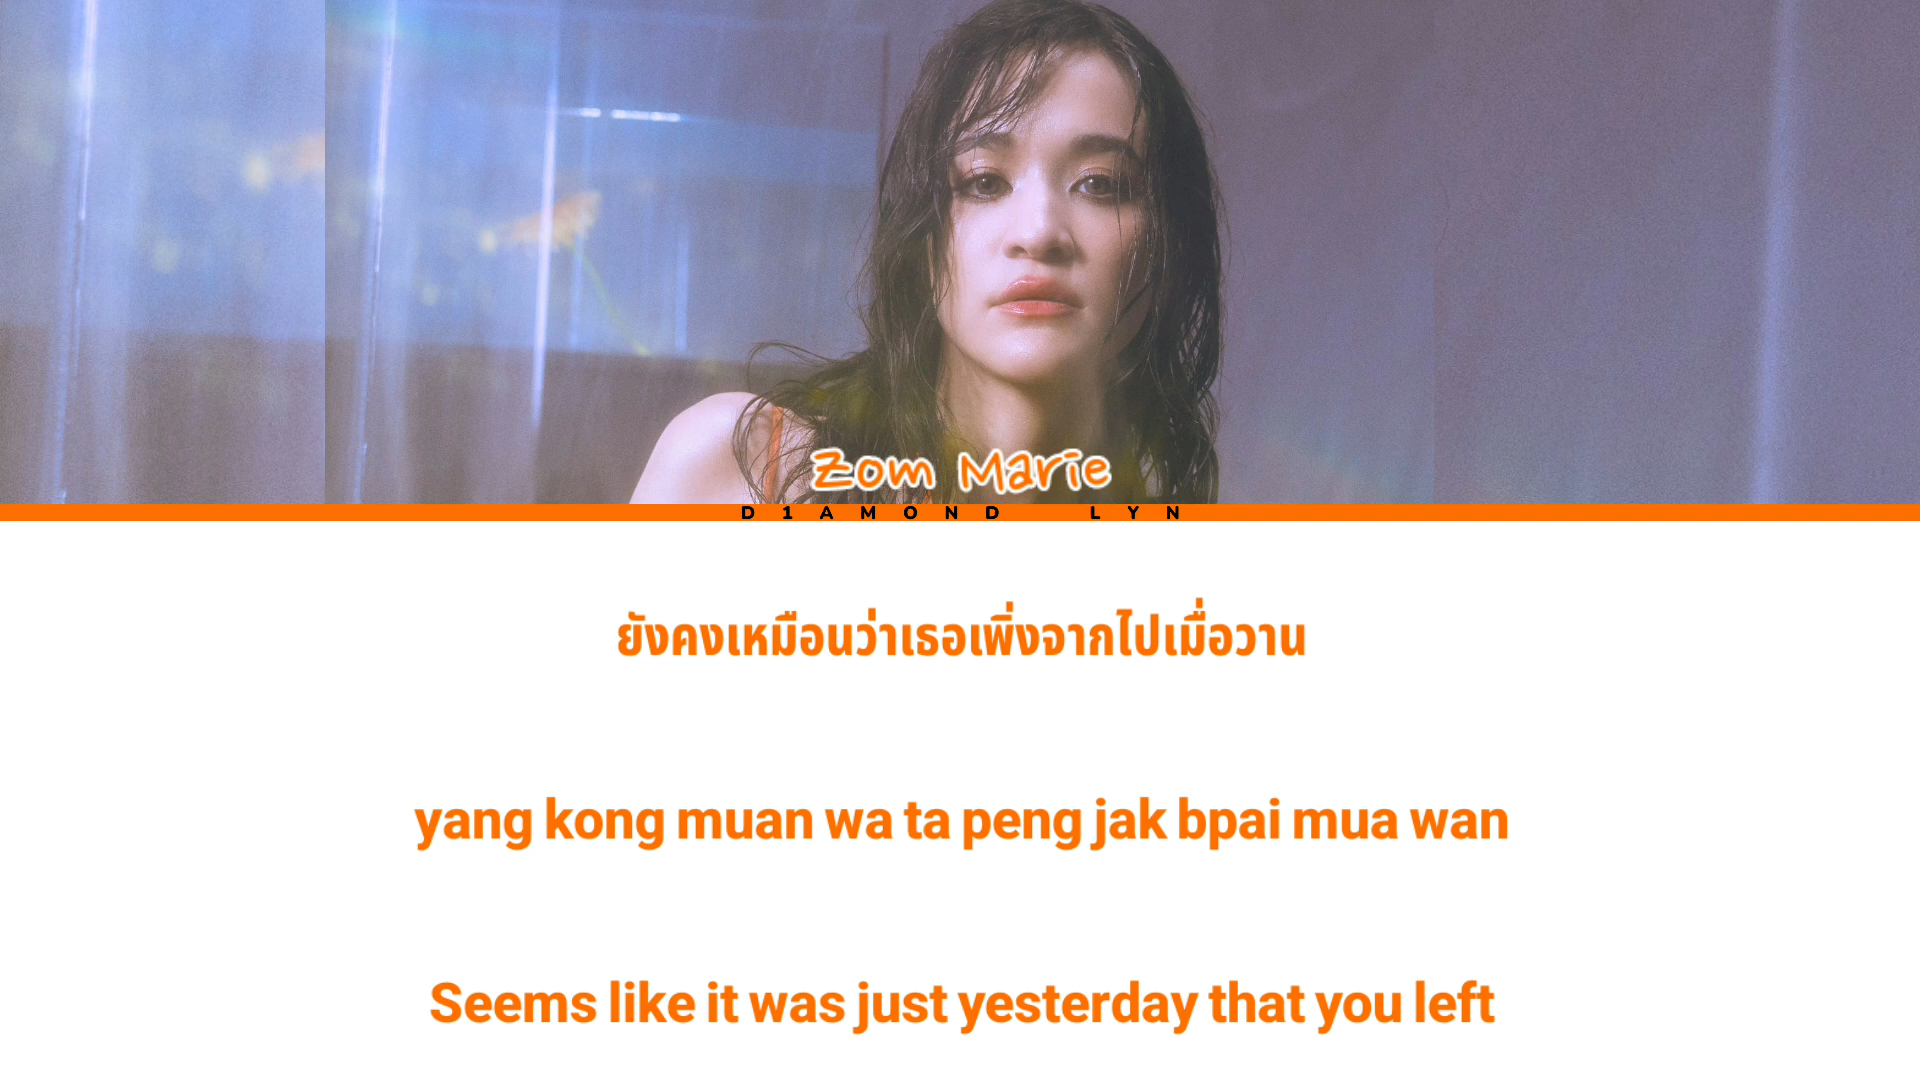 Zom Marie
D1AMOND LYN
ยังคงเหมือนว่าเธอเพิ่งจากไปเมื่อวาน
yang kong muan wa ta peng jak bpai mua wan
Seems like it was just yesterday that you left